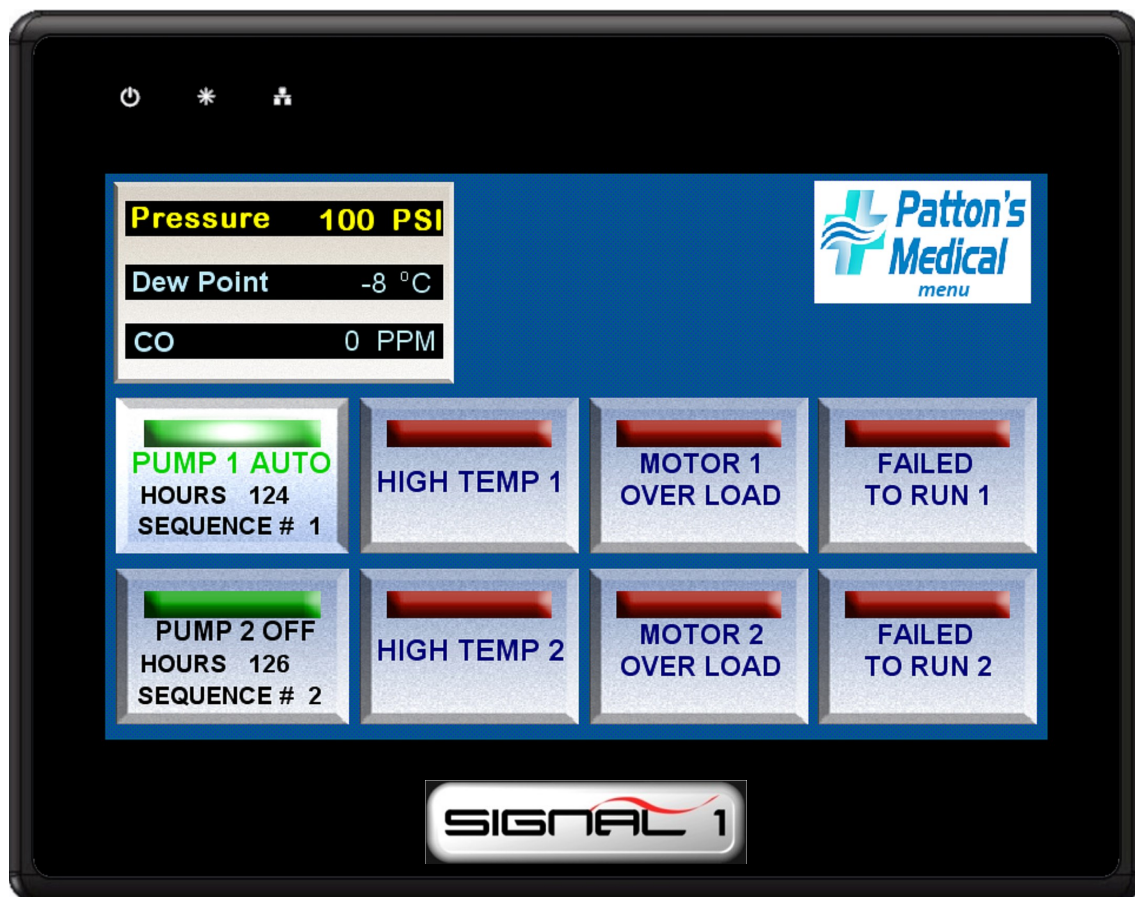 Pressure 100 PSI
Dew Point -8 °C
CO 0 PPM
Patton's
Medical
menu
PUMP 1 AUTO
HOURS 124
SEQUENCE # 1
HIGH TEMP 1
MOTOR 1
OVER LOAD
FAILED
TO RUN 1
PUMP 2 OFF
HOURS 126
SEQUENCE # 2
HIGH TEMP 2
MOTOR 2
OVER LOAD
FAILED
TO RUN 2
SIGNAL 1